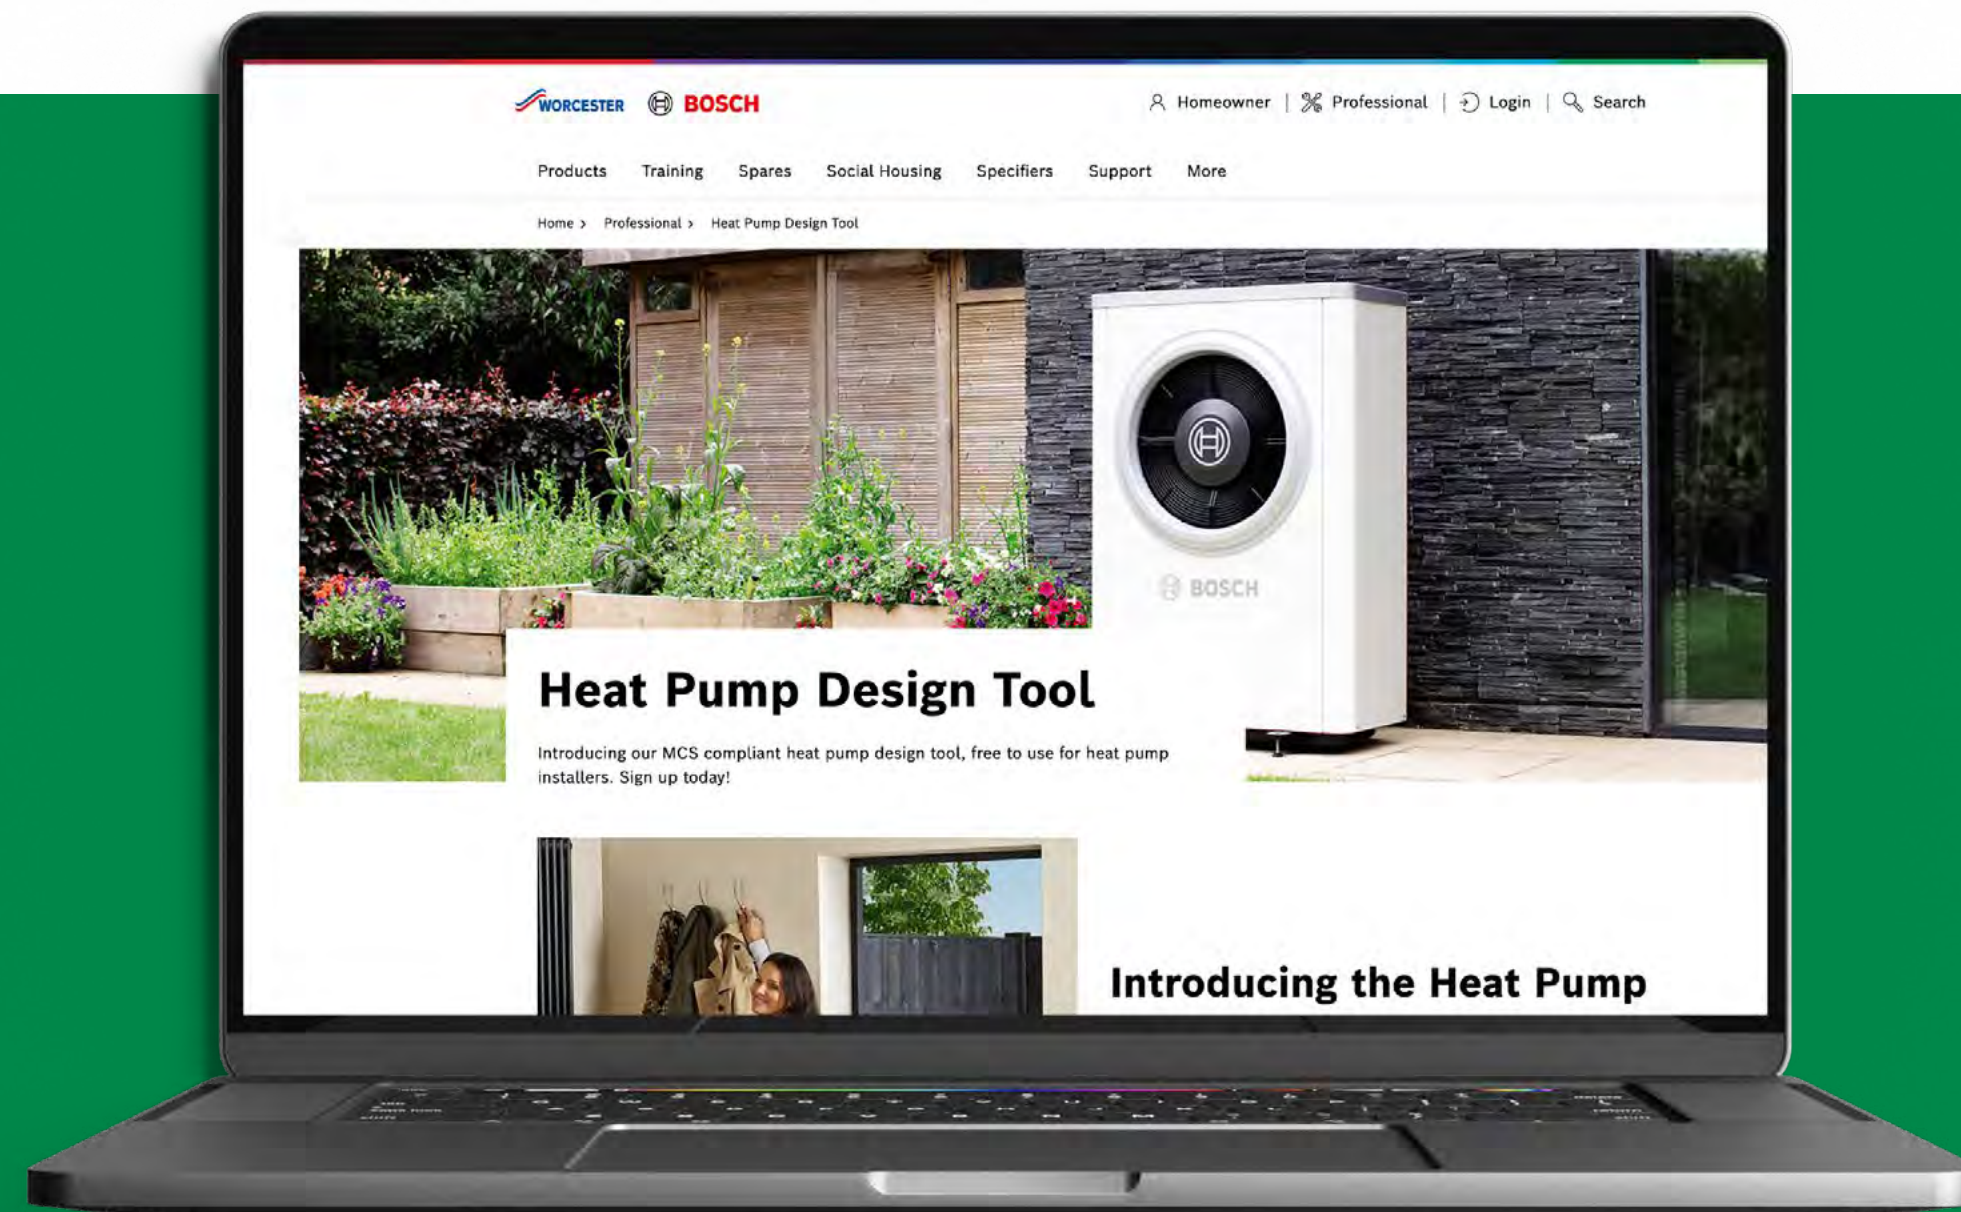 WORCESTER BOSCH
Homeowner | Professional | Login | Search
Products Training Spares Social Housing Specifiers Support More
Home > Professional > Heat Pump Design Tool
BOSCH
Heat Pump Design Tool
Introducing our MCS compliant heat pump design tool, free to use for heat pump
installers. Sign up today!
Introducing the Heat Pump